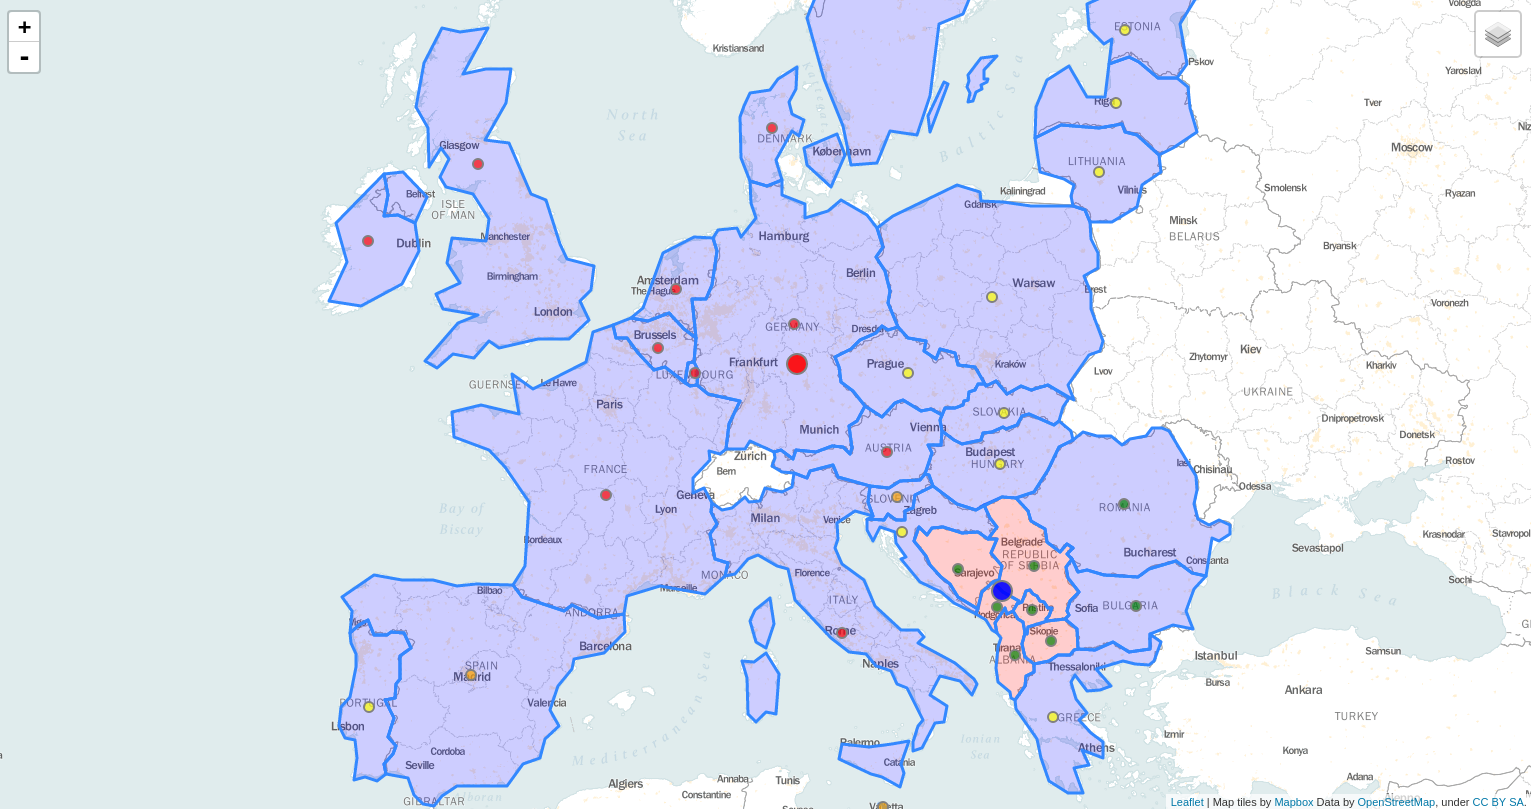 +
-
Vologda
ESTONIA
Kristiansand
Pskov
Yaroslavl
Riga
Tver
North
Sea
Baltic Sea
DENMARK
København
Glasgow
LITHUANIA
Moscow
Vilnius
Kaliningrad
Smolensk
Ryazan
Belfast
ISLE
OF MAN
Gdansk
Minsk
BELARUS
Dublin
Manchester
Hamburg
Bryansk
Birmingham
Amsterdam
The Hague
Berlin
Warsaw
Brest
Voronezh
London
GERMANY
Dresden
Brussels
Kiev
Zhytomyr
Kharkiv
Frankfurt
Prague
Kraków
Lvov
LUXEMBOURG
GUERNSEY
Le Havre
UKRAINE
Paris
SLOVAKIA
Dnipropetrovsk
Munich
Vienna
Donetsk
AUSTRIA
Zürich
Budapest
HUNGARY
Bern
FRANCE
Iasi
Chisinau
Rostov
Geneva
SLOVENIA
Odessa
Lyon
Zagreb
ROMANIA
Bay of
Biscay
Milan
Venice
Bordeaux
Belgrade
REPUBLIC
OF SERBIA
Krasnodar
Stavropol
Sevastapol
Bucharest
Constanta
MONACO
Florence
Sarajevo
Sochi
Marseille
Bilbao
Black Sea
ITALY
ANDORRA
Podgorica
Pristina
Sofia
BULGARIA
Vigo
Rome
Skopje
Barcelona
Tirana
ALBANIA
Istanbul
Samsun
SPAIN
Madrid
Naples
Thessaloniki
Bursa
Ankara
PORTUGAL
Valencia
GREECE
TURKEY
Lisbon
Mediterranean Sea
Ionian
Sea
Palermo
Athens
Izmir
Cordoba
Seville
Catania
Konya
Algiers
Annaba
Tunis
Adana
Constantine
GIBRALTAR
Alboran
Valletta
Leaflet | Map tiles by Mapbox Data by OpenStreetMap, under CC BY SA